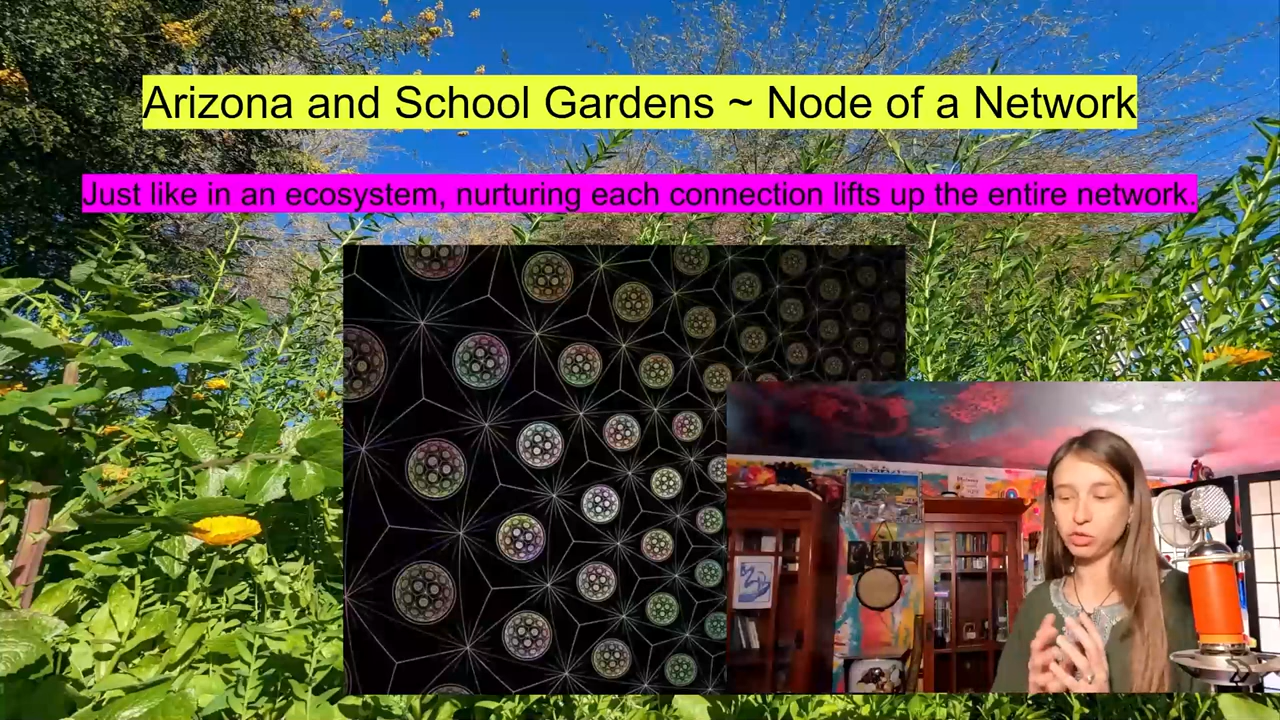 Arizona and School Gardens ~ Node of a Network
Just like in an ecosystem, nurturing each connection lifts up the entire network.